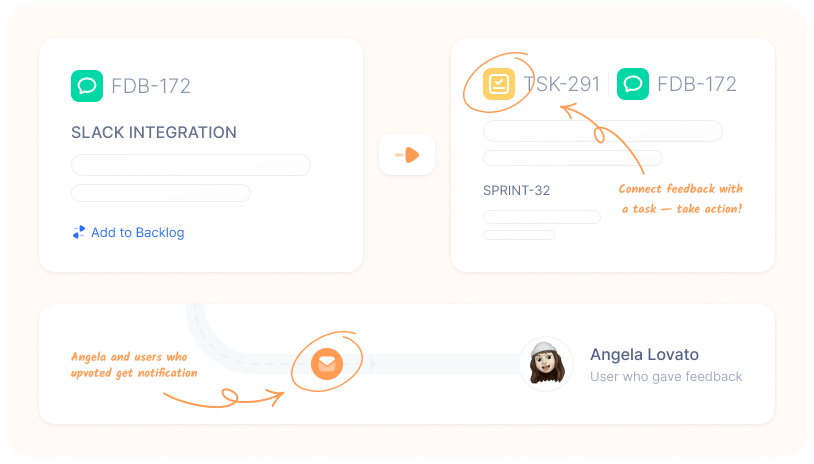 FDB-172
SLACK INTEGRATION
Add to Backlog
TSK-291
FDB-172
SPRINT-32
Connect feedback with
a task — take action!
Angela and users who
upvoted get notification
Angela Lovato
User who gave feedback